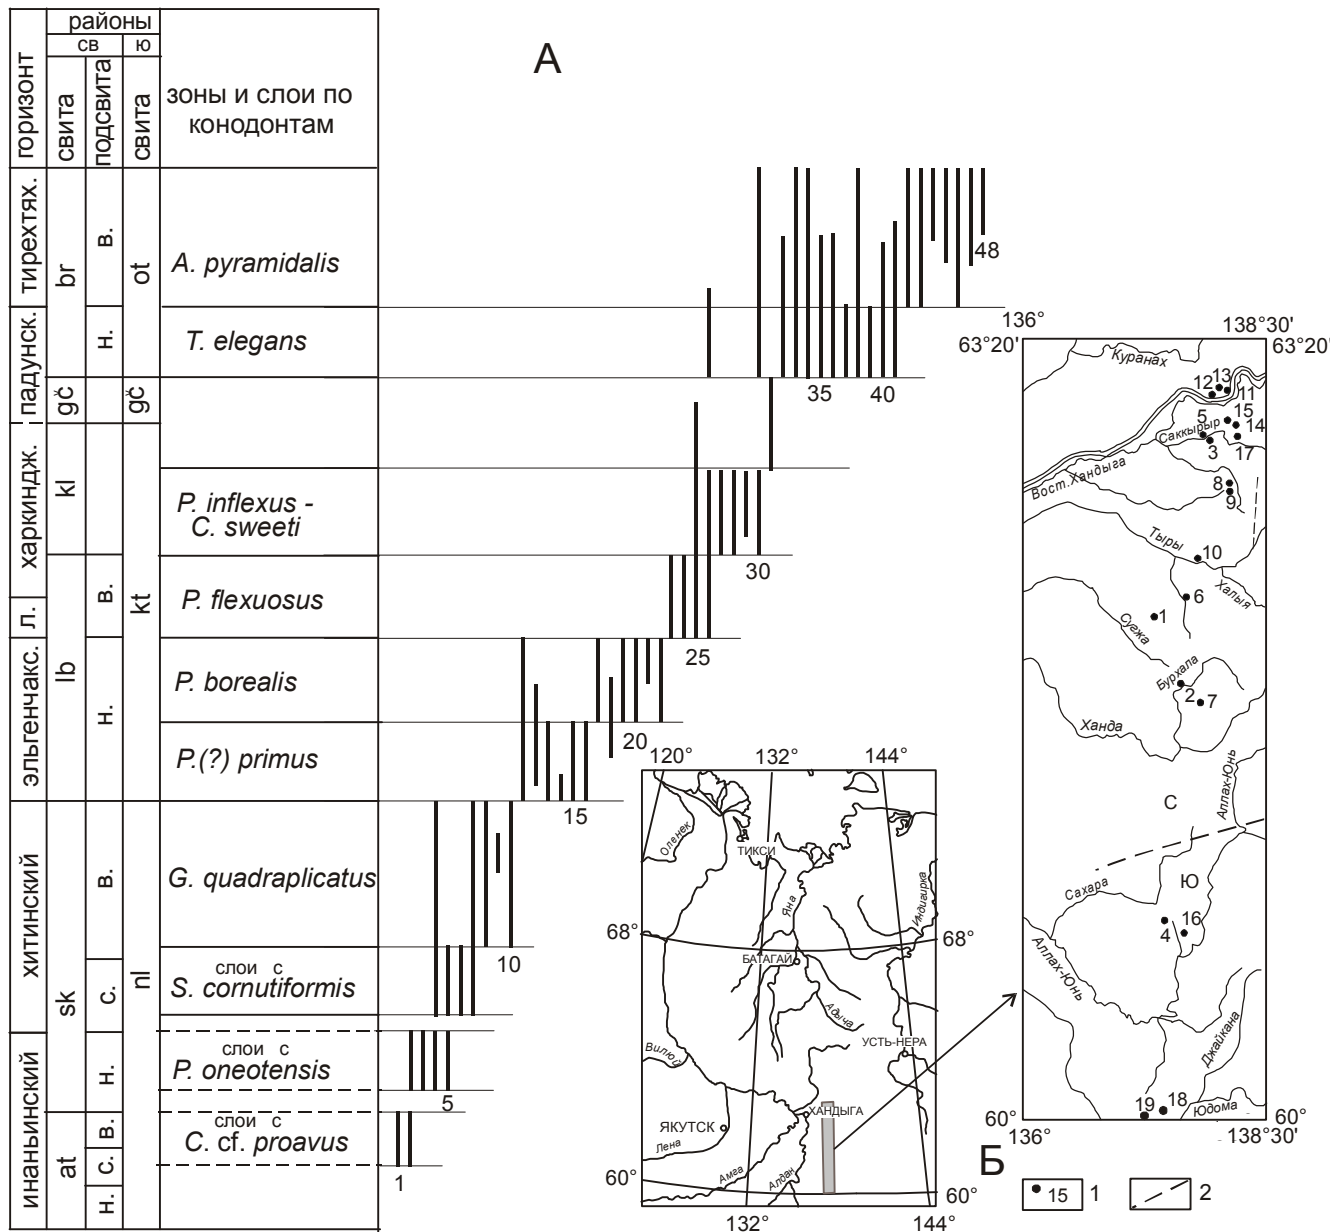 А
районы
св
ю
горизонт
свита
подсвита
свита
зоны и слои по
конодонтам
тирехтях.
br
в.
ot
A. pyramidalis
48
падунск.
н.
T. elegans
gč
gč
35
40
харкиндж.
kl
P. inflexus -
C. sweeti
30
л.
lb
в.
kt
P. flexuosus
25
эльгенчакс.
н.
P. borealis
20
P.(?) primus
15
хитинский
sk
в.
nl
G. quadraplicatus
10
с.
слои с
S. cornutiformis
инаньинский
н.
слои с
P. oneotensis
5
at
в.
с.
н.
слои с
C. cf. proavus
1
120°
132°
144°
Оленек
ТИКСИ
Яна
Индигирка
68°
68°
БАТАГАЙ
Адыча
Вилюй
УСТЬ-НЕРА
ХАНДЫГА
ЯКУТСК
Лена
Амга
Алдан
60°
60°
132°
144°
136°
138°30'
63°20'
63°20'
Куранах
12
13
11
5
Саккырыр
15
14
3
17
Вост.Хандыга
8
9
Тыры
10
Халыя
6
1
Сугжа
Бурхала
2
7
Ханда
Аллах-Юнь
С
Ю
Сахара
4
16
Аллах-Юнь
Джайкана
19
18
Юдома
60°
60°
136°
138°30'
Б
15
1
2